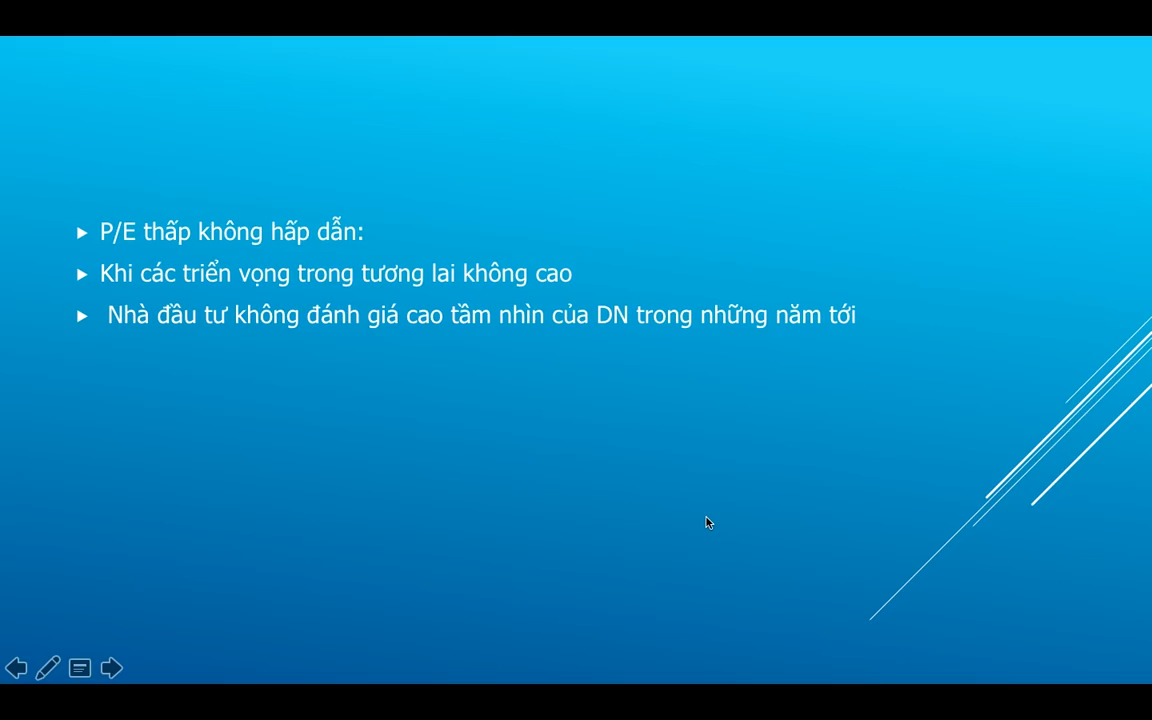 P/E thấp không hấp dẫn:
Khi các triển vọng trong tương lai không cao
Nhà đầu tư không đánh giá cao tầm nhìn của DN trong những năm tới